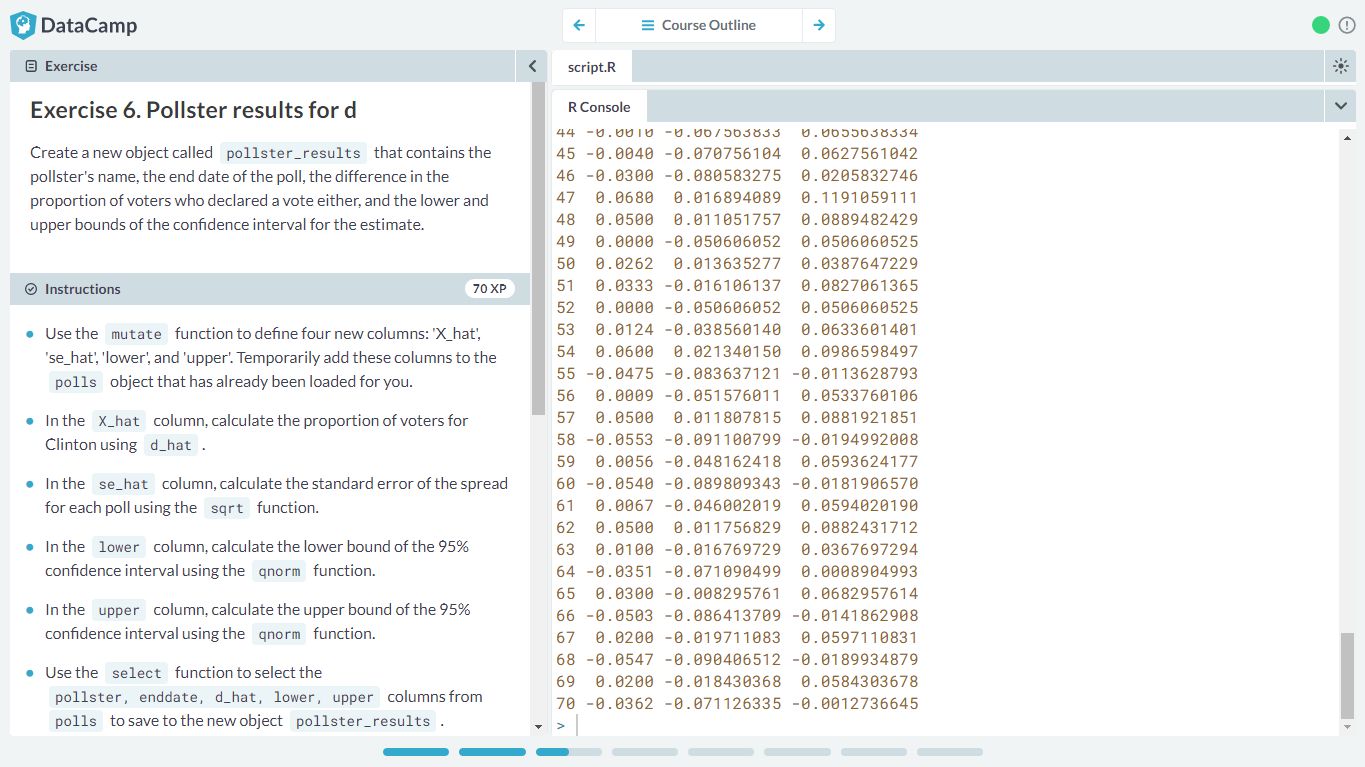 DataCamp
Course Outline
Exercise
Exercise 6. Pollster results for d
Create a new object called pollster_results that contains the
pollster's name, the end date of the poll, the difference in the
proportion of voters who declared a vote either, and the lower and
upper bounds of the confidence interval for the estimate.
Instructions
70 XP
Use the mutate function to define four new columns: 'X_hat',
'se_hat', 'lower', and 'upper'. Temporarily add these columns to the
polls object that has already been loaded for you.
In the X_hat column, calculate the proportion of voters for
Clinton using d_hat .
In the se_hat column, calculate the standard error of the spread
for each poll using the sqrt function.
In the lower column, calculate the lower bound of the 95%
confidence interval using the qnorm function.
In the upper column, calculate the upper bound of the 95%
confidence interval using the qnorm function.
Use the select function to select the
pollster, enddate, d_hat, lower, upper columns from
polls to save to the new object pollster_results .
script.R
R Console
44 -0.0010 -0.067563833 0.0655638334
45 -0.0040 -0.070756104 0.0627561042
46 -0.0300 -0.080583275 0.0205832746
47 0.0680 0.016894089 0.1191059111
48 0.0500 0.011051757 0.0889482429
49 0.0000 -0.050606052 0.0506060525
50 0.0262 0.013635277 0.0387647229
51 0.0333 -0.016106137 0.0827061365
52 0.0000 -0.050606052 0.0506060525
53 0.0124 -0.038560140 0.0633601401
54 0.0600 0.021340150 0.0986598497
55 -0.0475 -0.083637121 -0.0113628793
56 0.0009 -0.051576011 0.0533760106
57 0.0500 0.011807815 0.0881921851
58 -0.0553 -0.091100799 -0.0194992008
59 0.0056 -0.048162418 0.0593624177
60 -0.0540 -0.089809343 -0.0181906570
61 0.0067 -0.046002019 0.0594020190
62 0.0500 0.011756829 0.0882431712
63 0.0100 -0.016769729 0.0367697294
64 -0.0351 -0.071090499 0.0008904993
65 0.0300 -0.008295761 0.0682957614
66 -0.0503 -0.086413709 -0.0141862908
67 0.0200 -0.019711083 0.0597110831
68 -0.0547 -0.090406512 -0.0189934879
69 0.0200 -0.018430368 0.0584303678
70 -0.0362 -0.071126335 -0.0012736645
>